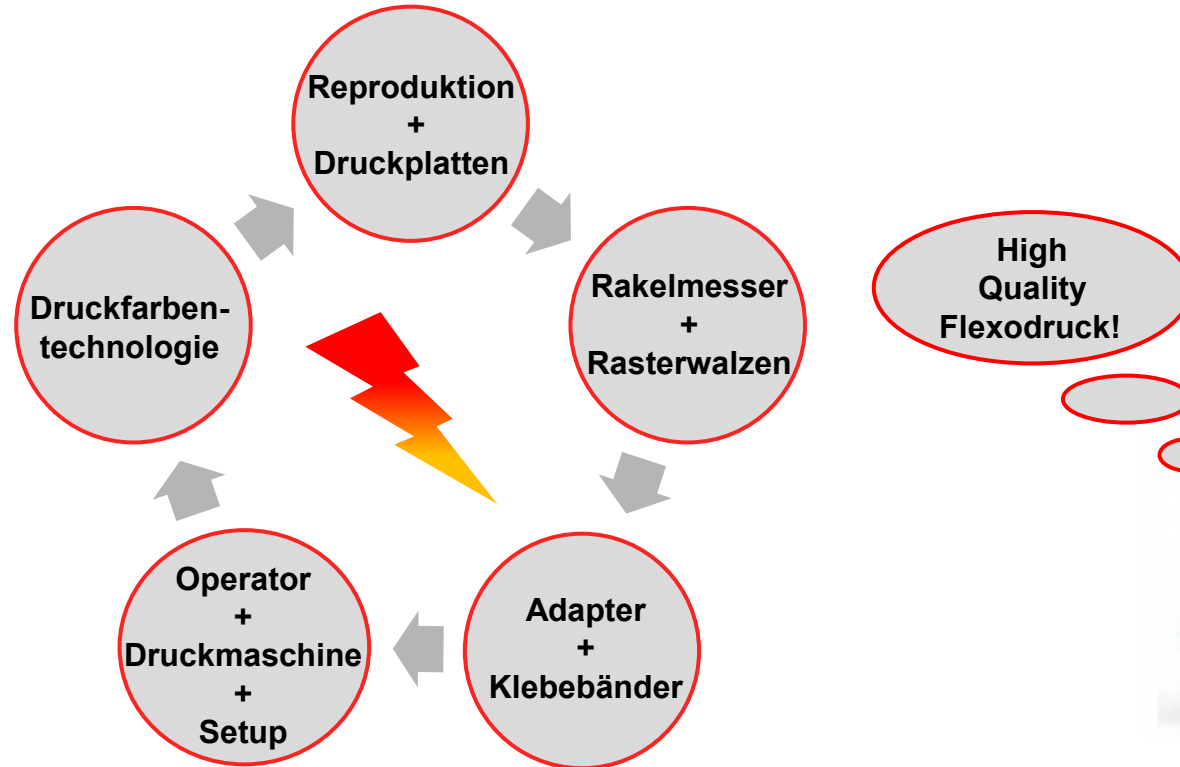 Reproduktion
+
Druckplatten
Rakelmesser
+
Rasterwalzen
Adapter
+
Klebebänder
Operator
+
Druckmaschine
+
Setup
Druckfarben-
technologie
High
Quality
Flexodruck!